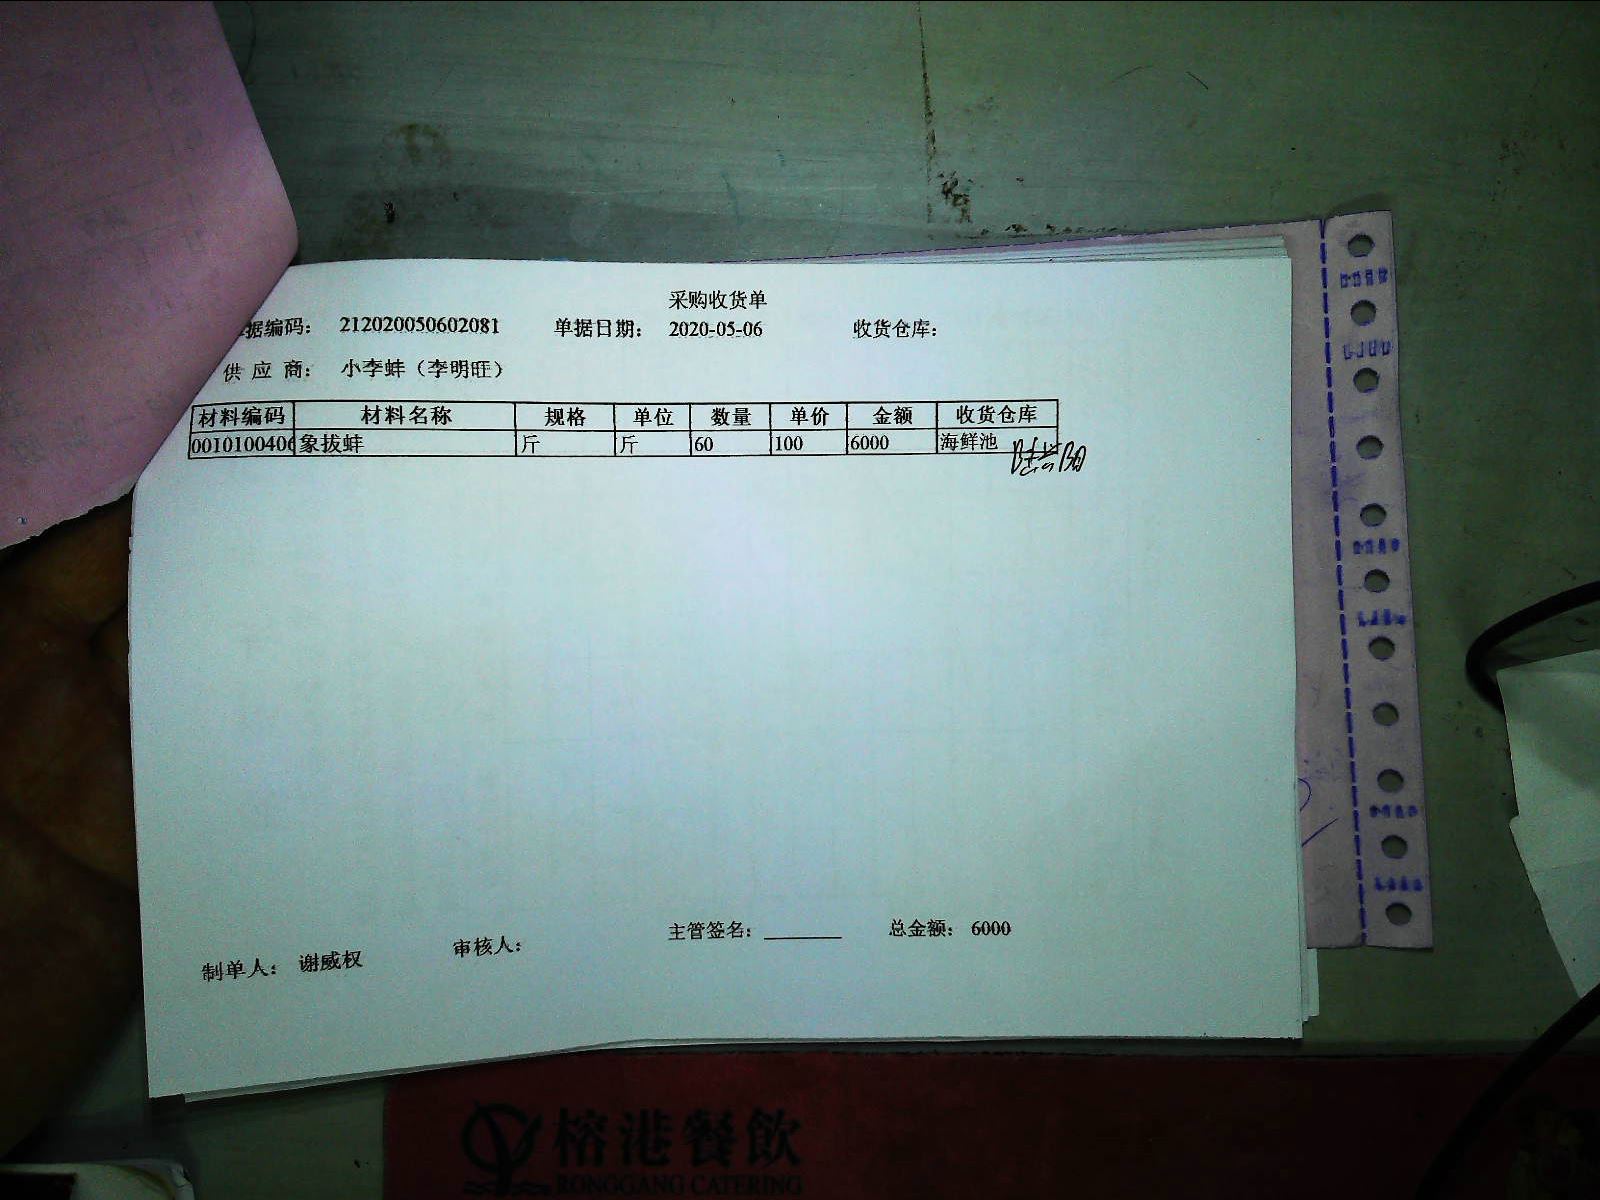 采购收货单
据编码： 212020050602081 单据日期： 2020-05-06 收货仓库：
供 应 商： 小李蚌（李明旺）
材料编码 材料名称 规格 单位 数量 单价 金额 收货仓库
0010100406 象拔蚌 斤 斤 60 100 6000 海鲜池
主管签名： 总金额： 6000
制单人： 谢威权 审核人：
榕港餐飲
RONGGANG CATERING